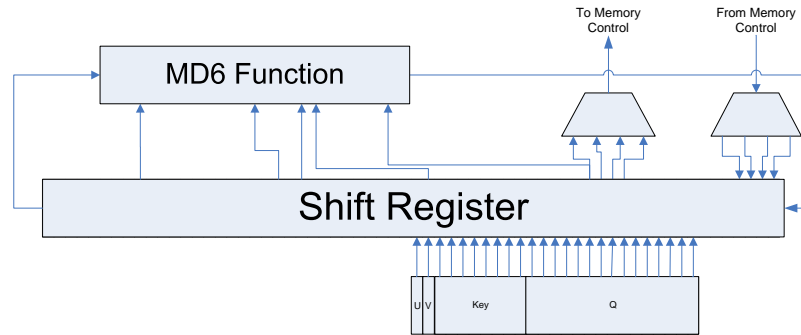 To Memory
Control
From Memory
Control
MD6 Function
Shift Register
U
V
Key
Q